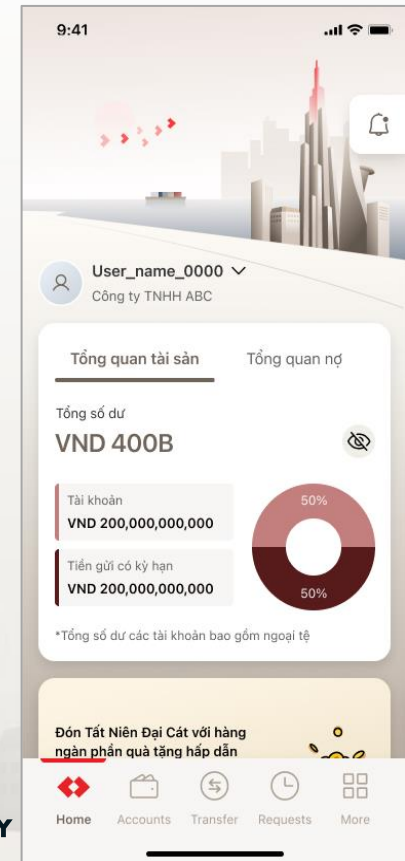 9:41
User_name_0000
Công ty TNHH ABC
Tổng quan tài sản
Tổng quan nợ
Tổng số dư
VND 400B
Tài khoản
VND 200,000,000,000
50%
Tiền gửi có kỳ hạn
VND 200,000,000,000
50%
*Tổng số dư các tài khoản bao gồm ngoại tệ
Đón Tất Niên Đại Cát với hàng
ngàn phần quà tặng hấp dẫn
Home
Accounts
Transfer
Requests
More
Y